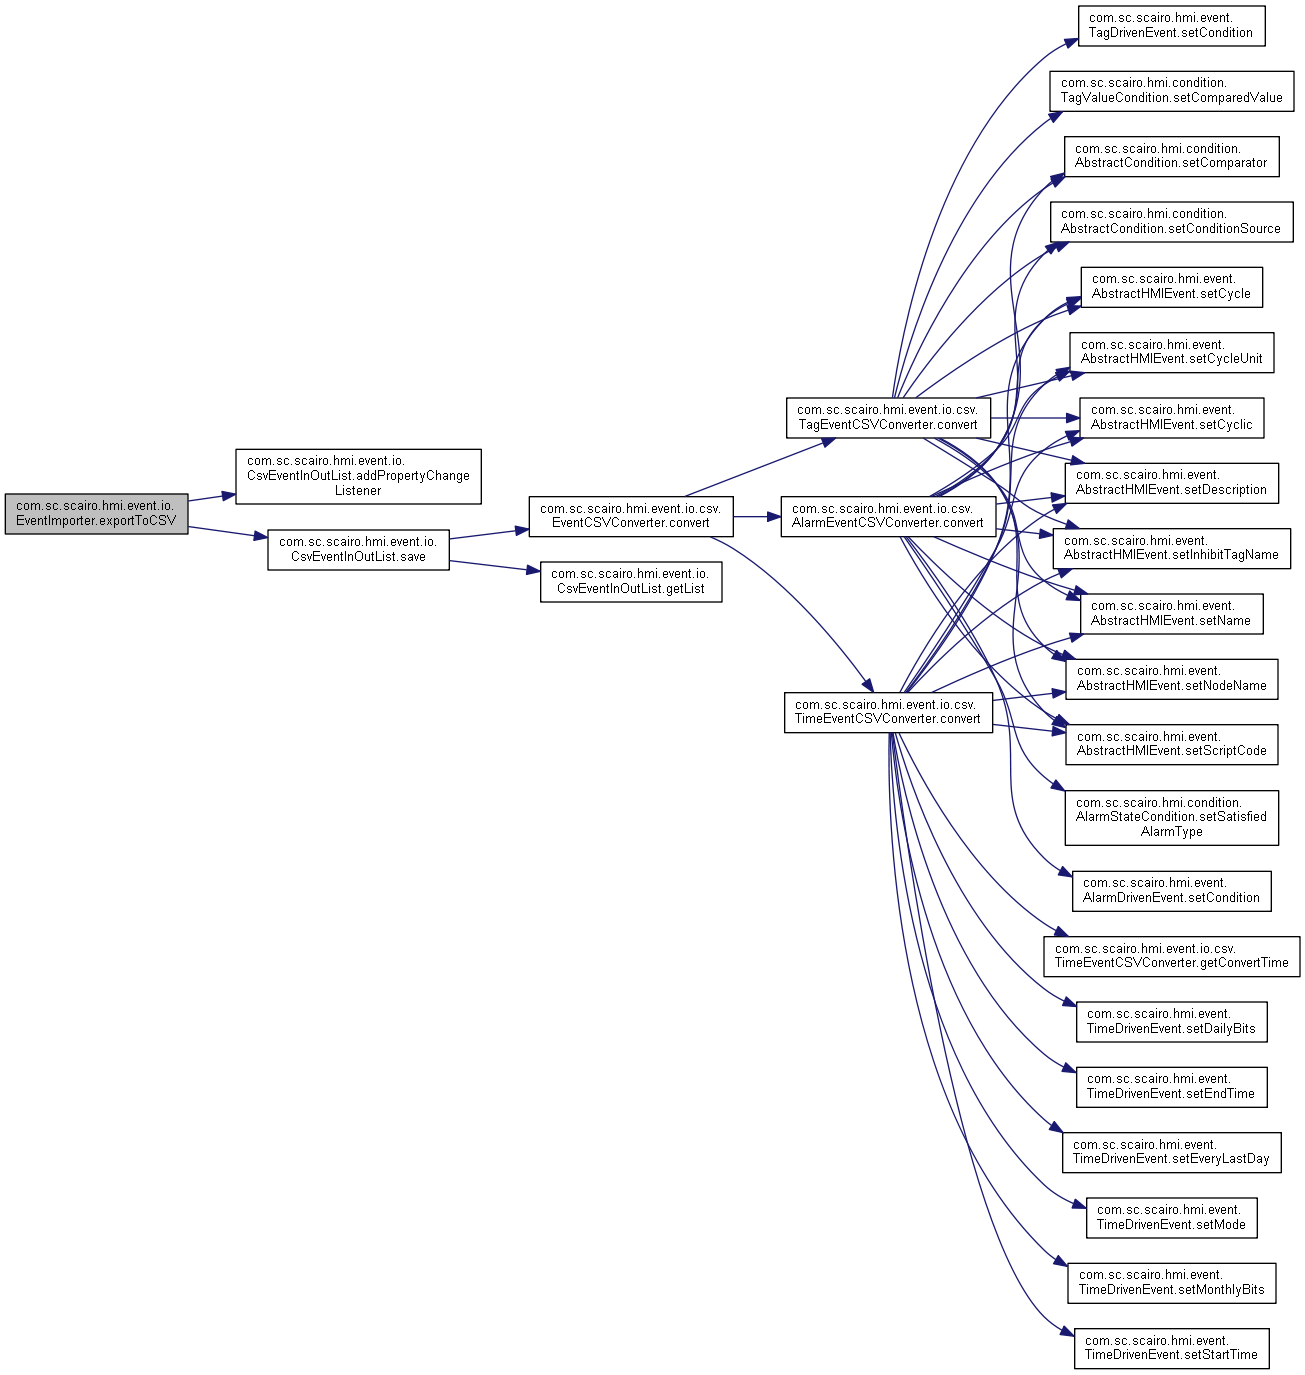 com.sc.scairo.hmi.event.io.
EventImporter.exportToCSV
com.sc.scairo.hmi.event.io.
CsvEventInOutList.addPropertyChange
Listener
com.sc.scairo.hmi.event.io.
CsvEventInOutList.save
com.sc.scairo.hmi.event.io.csv.
EventCSVConverter.convert
com.sc.scairo.hmi.event.io.
CsvEventInOutList.getList
com.sc.scairo.hmi.event.io.csv.
TagEventCSVConverter.convert
com.sc.scairo.hmi.event.io.csv.
AlarmEventCSVConverter.convert
com.sc.scairo.hmi.event.io.csv.
TimeEventCSVConverter.convert
com.sc.scairo.hmi.event.
TagDrivenEvent.setCondition
com.sc.scairo.hmi.condition.
TagValueCondition.setComparedValue
com.sc.scairo.hmi.condition.
AbstractCondition.setComparator
com.sc.scairo.hmi.condition.
AbstractCondition.setConditionSource
com.sc.scairo.hmi.event.
AbstractHMIEvent.setCycle
com.sc.scairo.hmi.event.
AbstractHMIEvent.setCycleUnit
com.sc.scairo.hmi.event.
AbstractHMIEvent.setCyclic
com.sc.scairo.hmi.event.
AbstractHMIEvent.setDescription
com.sc.scairo.hmi.event.
AbstractHMIEvent.setInhibitTagName
com.sc.scairo.hmi.event.
AbstractHMIEvent.setName
com.sc.scairo.hmi.event.
AbstractHMIEvent.setNodeName
com.sc.scairo.hmi.event.
AbstractHMIEvent.setScriptCode
com.sc.scairo.hmi.condition.
AlarmStateCondition.setSatisfied
AlarmType
com.sc.scairo.hmi.event.
AlarmDrivenEvent.setCondition
com.sc.scairo.hmi.event.io.csv.
TimeEventCSVConverter.getConvertTime
com.sc.scairo.hmi.event.
TimeDrivenEvent.setDailyBits
com.sc.scairo.hmi.event.
TimeDrivenEvent.setEndTime
com.sc.scairo.hmi.event.
TimeDrivenEvent.setEveryLastDay
com.sc.scairo.hmi.event.
TimeDrivenEvent.setMode
com.sc.scairo.hmi.event.
TimeDrivenEvent.setMonthlyBits
com.sc.scairo.hmi.event.
TimeDrivenEvent.setStartTime